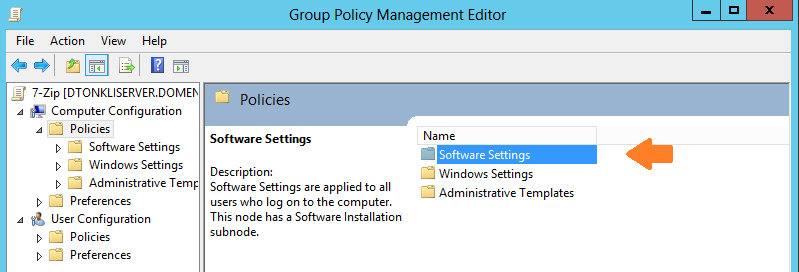 Group Policy Management Editor
File Action View Help
7-Zip [DTONKLISERVER.DOMEN
Computer Configuration
Policies
Software Settings
Windows Settings
Administrative Temp
Preferences
User Configuration
Policies
Preferences
Policies
Software Settings
Description:
Software Settings are applied to all
users who log on to the computer.
This node has a Software Installation
subnode.
Name
Software Settings
Windows Settings
Administrative Templates